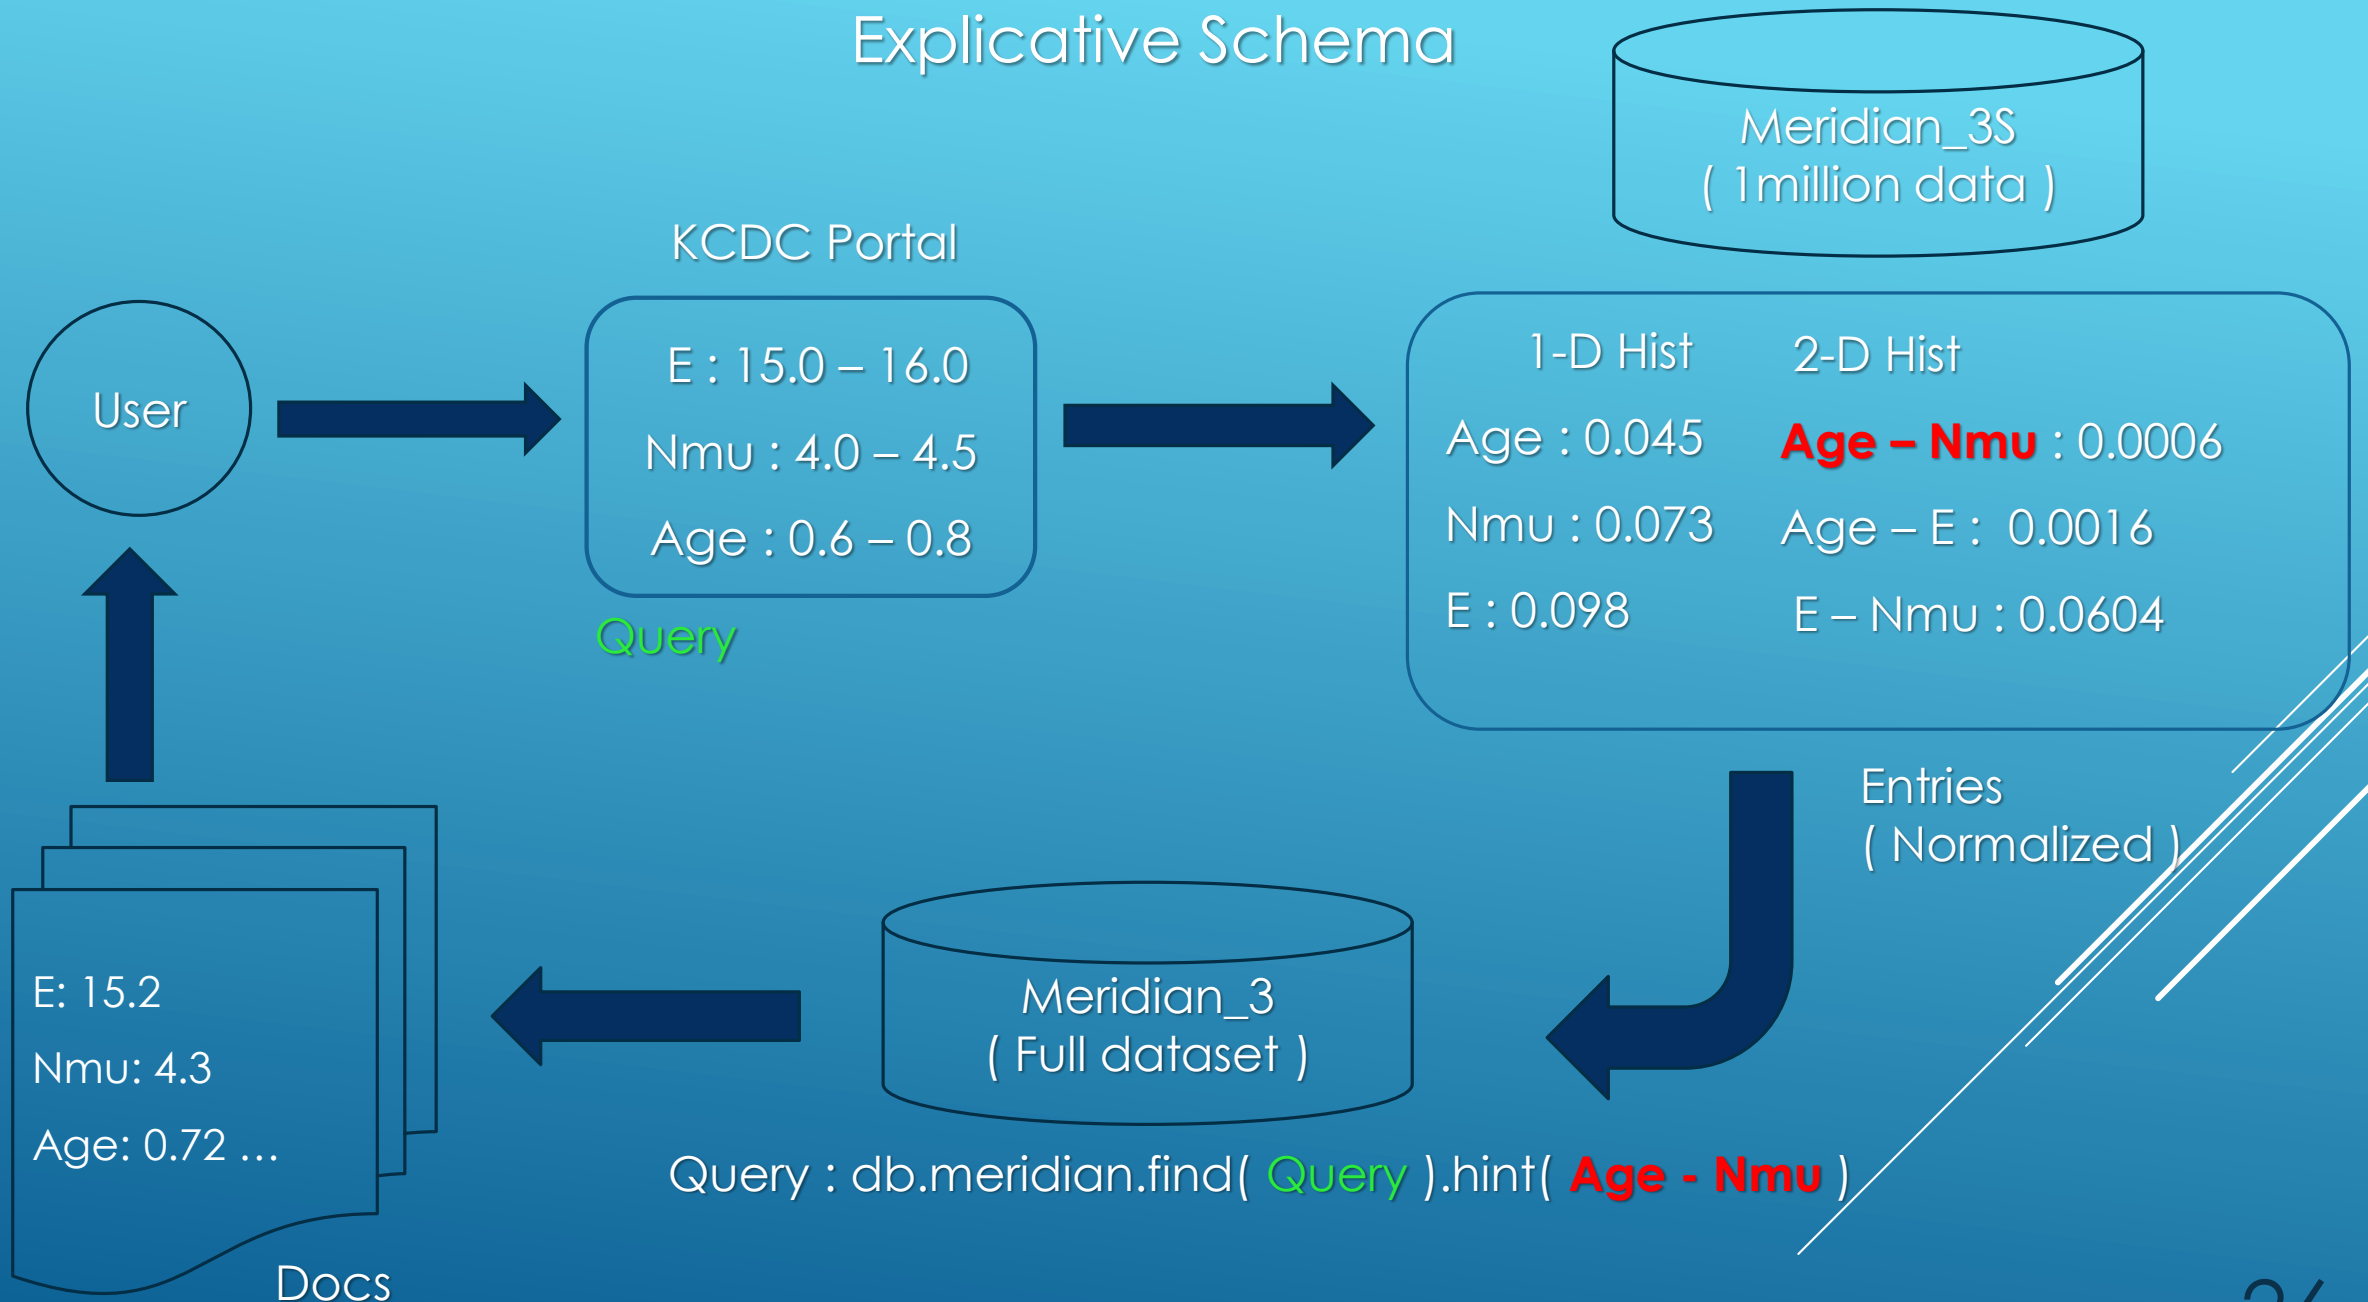 Explicative Schema
Meridian_3S
( 1million data )
KCDC Portal
User
E : 15.0 – 16.0
Nmu : 4.0 – 4.5
Age : 0.6 – 0.8
Query
1-D Hist
Age : 0.045
Nmu : 0.073
E : 0.098
2-D Hist
Age – Nmu : 0.0006
Age – E : 0.0016
E – Nmu : 0.0604
Entries
( Normalized )
Meridian_3
( Full dataset )
Query : db.meridian.find( Query ).hint( Age - Nmu )
E: 15.2
Nmu: 4.3
Age: 0.72 ...
Docs